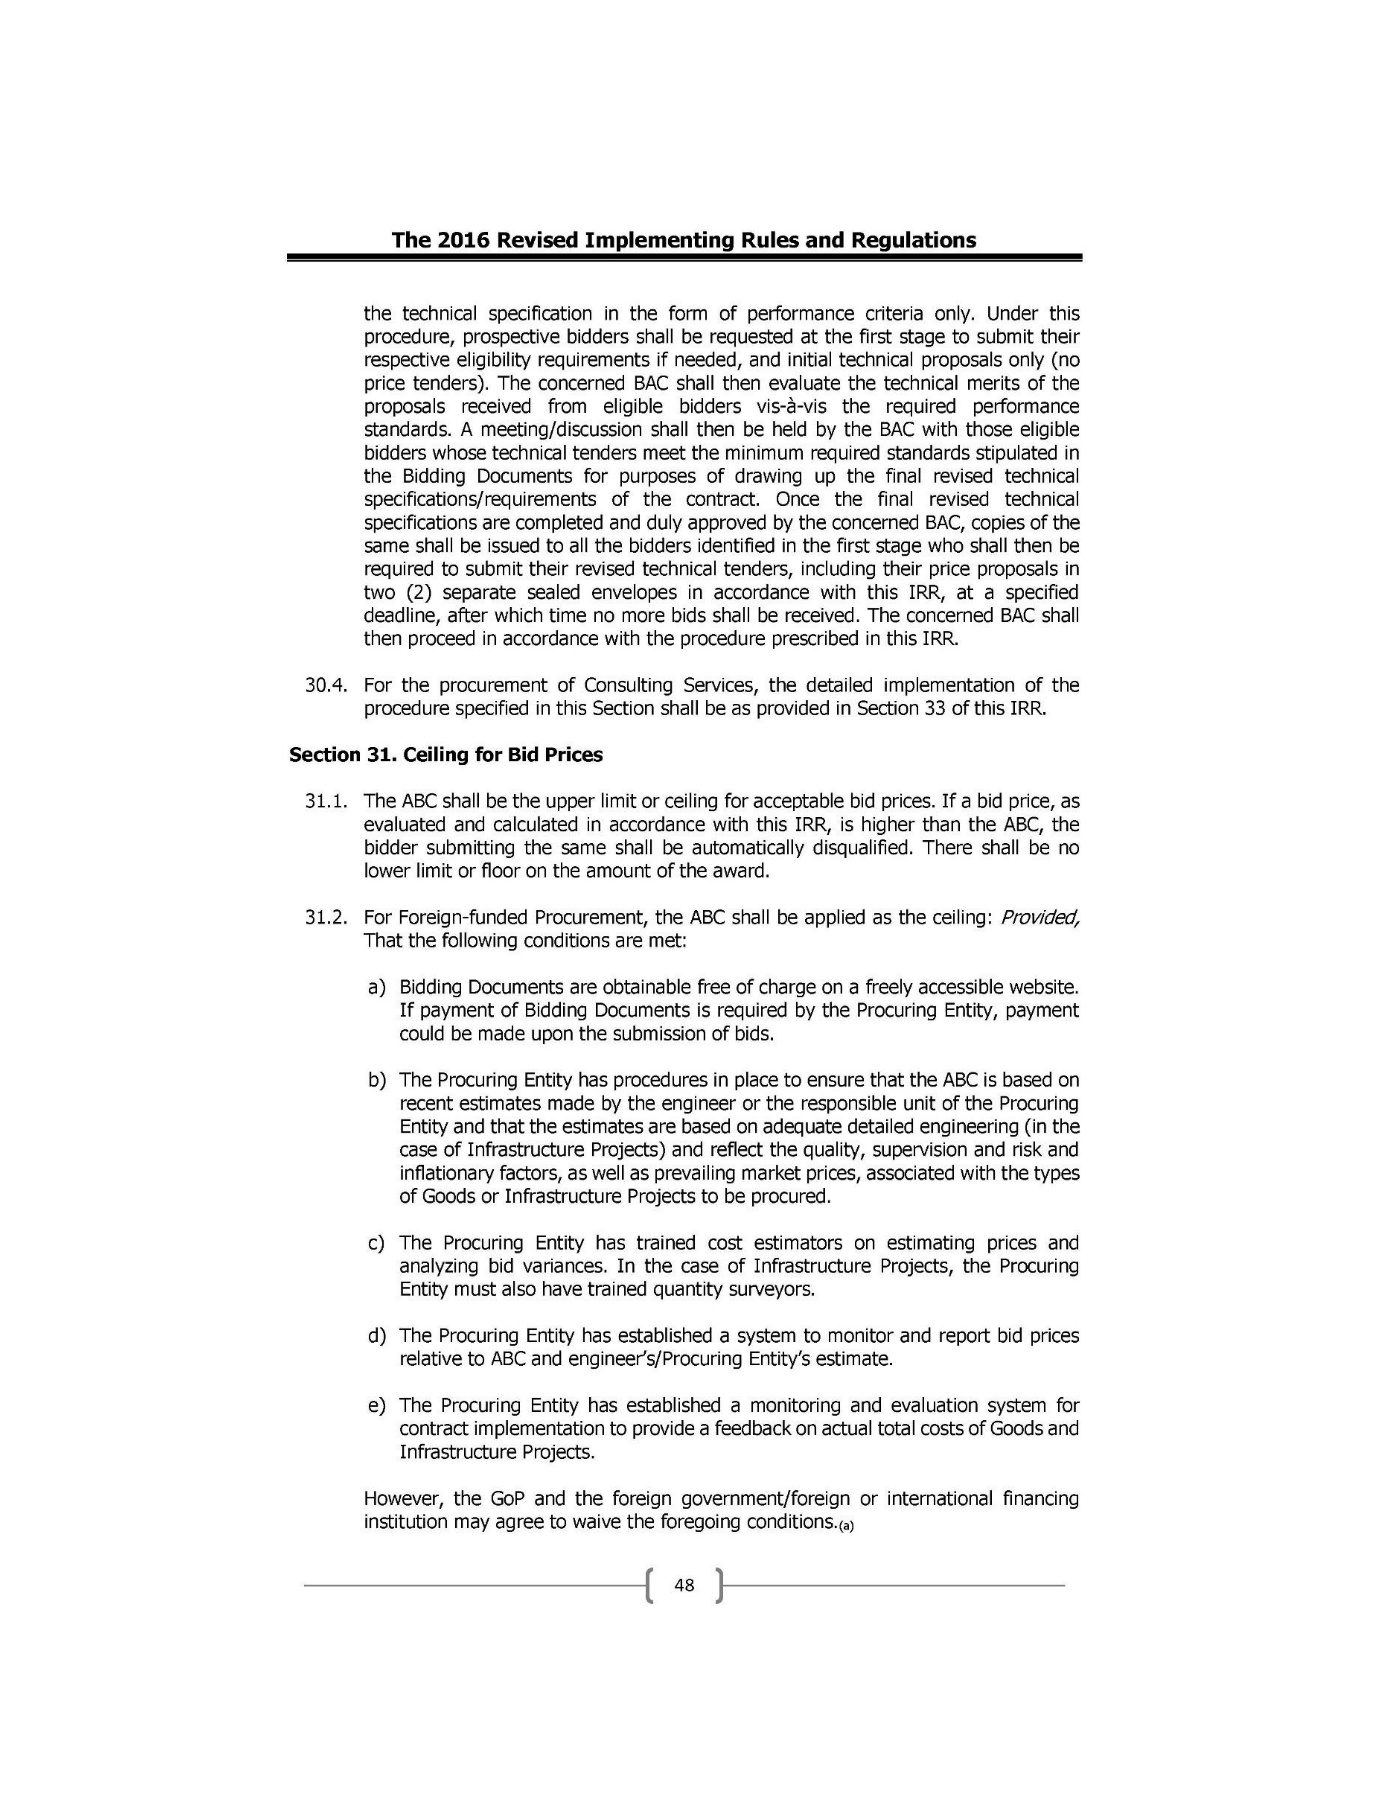 The 2016 Revised Implementing Rules and Regulations
the technical specification in the form of performance criteria only. Under this
procedure, prospective bidders shall be requested at the first stage to submit their
respective eligibility requirements if needed, and initial technical proposals only (no
price tenders). The concerned BAC shall then evaluate the technical merits of the
proposals received from eligible bidders vis-à-vis the required performance
standards. A meeting/discussion shall then be held by the BAC with those eligible
bidders whose technical tenders meet the minimum required standards stipulated in
the Bidding Documents for purposes of drawing up the final revised technical
specifications/requirements of the contract. Once the final revised technical
specifications are completed and duly approved by the concerned BAC, copies of the
same shall be issued to all the bidders identified in the first stage who shall then be
required to submit their revised technical tenders, including their price proposals in
two (2) separate sealed envelopes in accordance with this IRR, at a specified
deadline, after which time no more bids shall be received. The concerned BAC shall
then proceed in accordance with the procedure prescribed in this IRR.
30.4. For the procurement of Consulting Services, the detailed implementation of the
procedure specified in this Section shall be as provided in Section 33 of this IRR.
Section 31. Ceiling for Bid Prices
31.1. The ABC shall be the upper limit or ceiling for acceptable bid prices. If a bid price, as
evaluated and calculated in accordance with this IRR, is higher than the ABC, the
bidder submitting the same shall be automatically disqualified. There shall be no
lower limit or floor on the amount of the award.
31.2. For Foreign-funded Procurement, the ABC shall be applied as the ceiling: Provided,
That the following conditions are met:
a) Bidding Documents are obtainable free of charge on a freely accessible website.
If payment of Bidding Documents is required by the Procuring Entity, payment
could be made upon the submission of bids.
b) The Procuring Entity has procedures in place to ensure that the ABC is based on
recent estimates made by the engineer or the responsible unit of the Procuring
Entity and that the estimates are based on adequate detailed engineering (in the
case of Infrastructure Projects) and reflect the quality, supervision and risk and
inflationary factors, as well as prevailing market prices, associated with the types
of Goods or Infrastructure Projects to be procured.
c) The Procuring Entity has trained cost estimators on estimating prices and
analyzing bid variances. In the case of Infrastructure Projects, the Procuring
Entity must also have trained quantity surveyors.
d) The Procuring Entity has established a system to monitor and report bid prices
relative to ABC and engineer's/Procuring Entity's estimate.
e) The Procuring Entity has established a monitoring and evaluation system for
contract implementation to provide a feedback on actual total costs of Goods and
Infrastructure Projects.
However, the GoP and the foreign government/foreign or international financing
institution may agree to waive the foregoing conditions.(a)
48